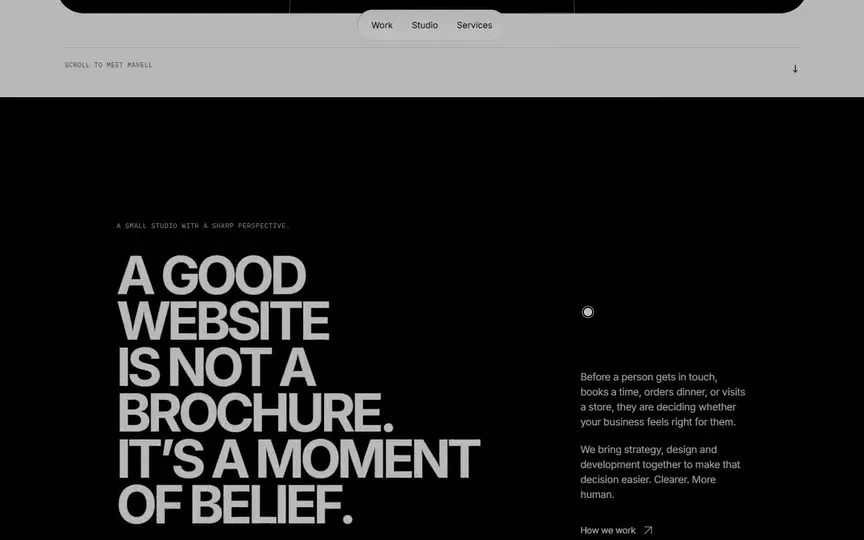 Work Studio Services
SCROLL TO MEET MAVELL ↓
A SMALL STUDIO WITH A SHARP PERSPECTIVE.
A GOOD
WEBSITE
IS NOT A
BROCHURE.
IT’S A MOMENT
OF BELIEF.
Before a person gets in touch,
books a time, orders dinner, or visits
a store, they are deciding whether
your business feels right for them.
We bring strategy, design and
development together to make that
decision easier. Clearer. More
human.
How we work